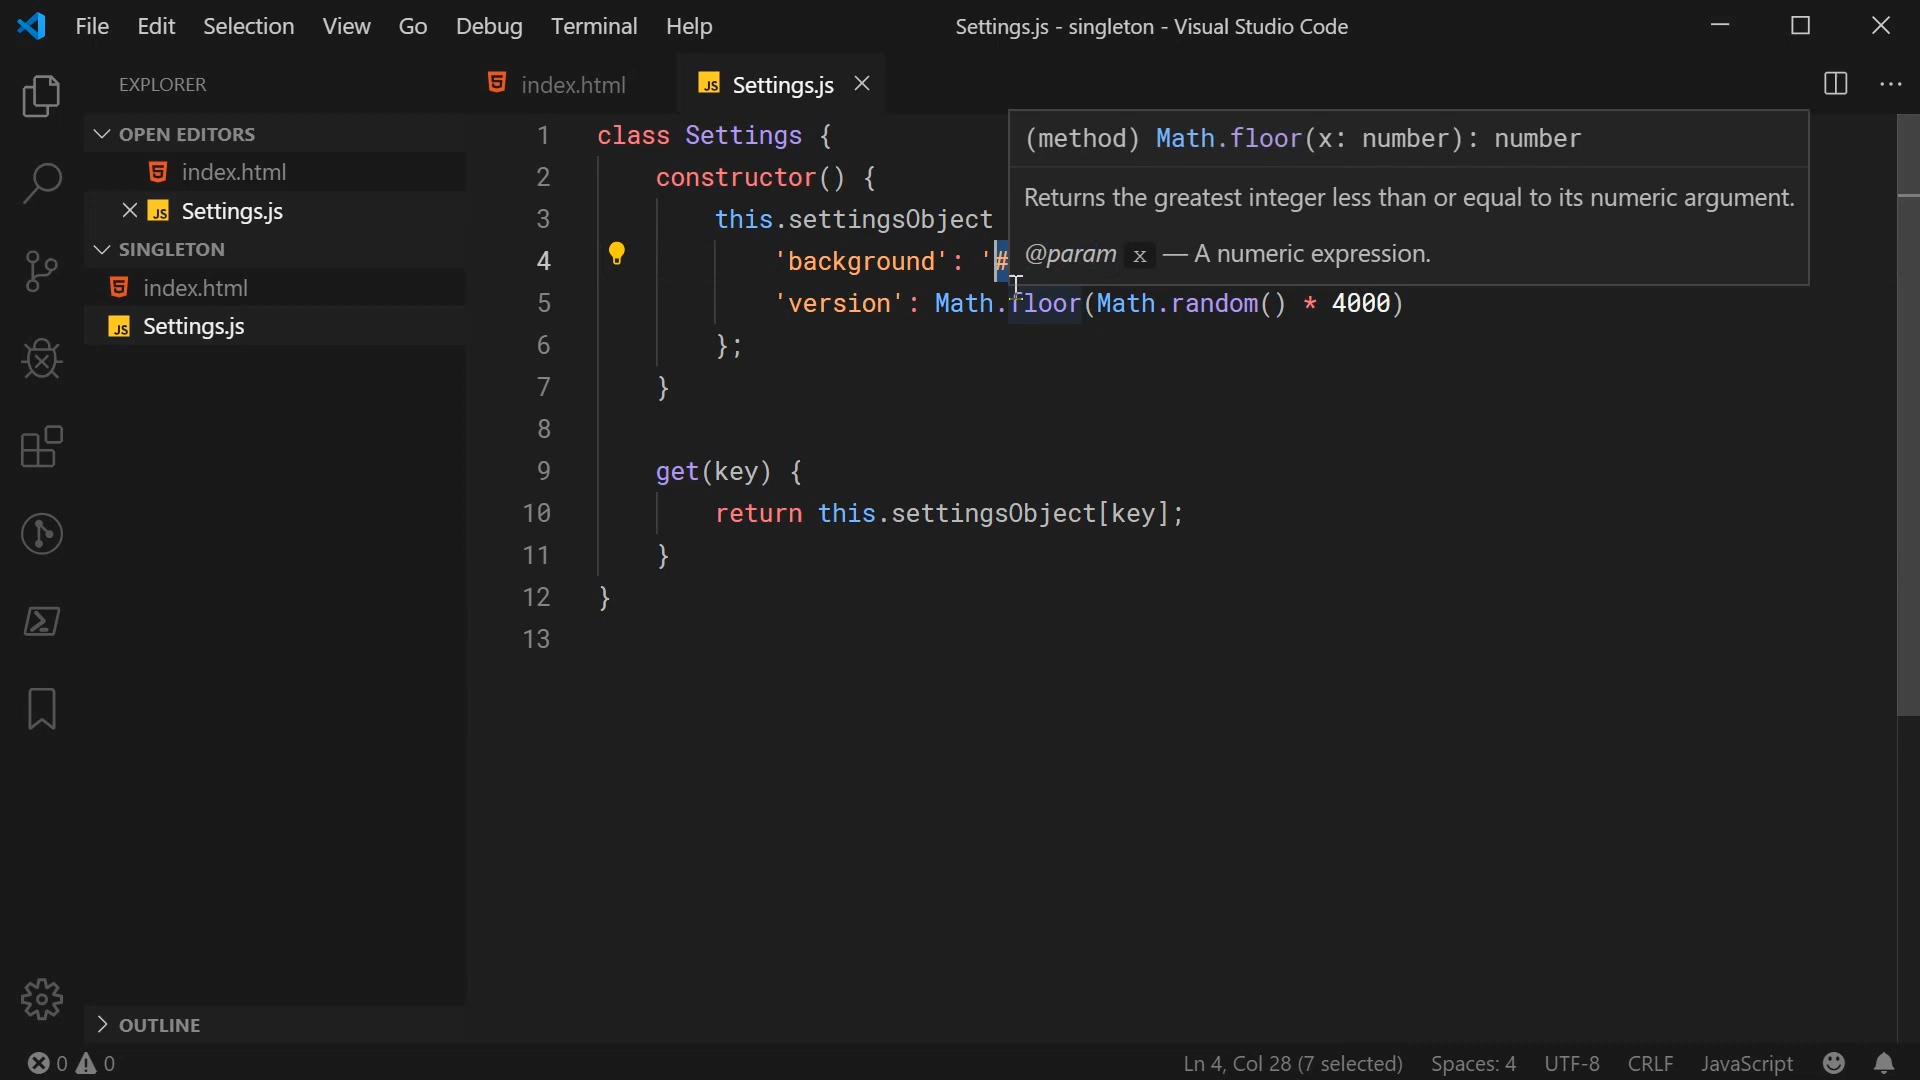 File Edit Selection View Go Debug Terminal Help
Settings.js - singleton - Visual Studio Code
EXPLORER
OPEN EDITORS
index.html
Settings.js
SINGLETON
index.html
Settings.js
OUTLINE
index.html
Settings.js
1 class Settings {
2 constructor() {
3 this.settingsObject
4 'background': '#
5 'version': Math.floor(Math.random() * 4000)
6 };
7 }
8
9 get(key) {
10 return this.settingsObject[key];
11 }
12 }
13
(method) Math.floor(x: number): number
Returns the greatest integer less than or equal to its numeric argument.
@param x — A numeric expression.
0 0
Ln 4, Col 28 (7 selected) Spaces: 4 UTF-8 CRLF JavaScript